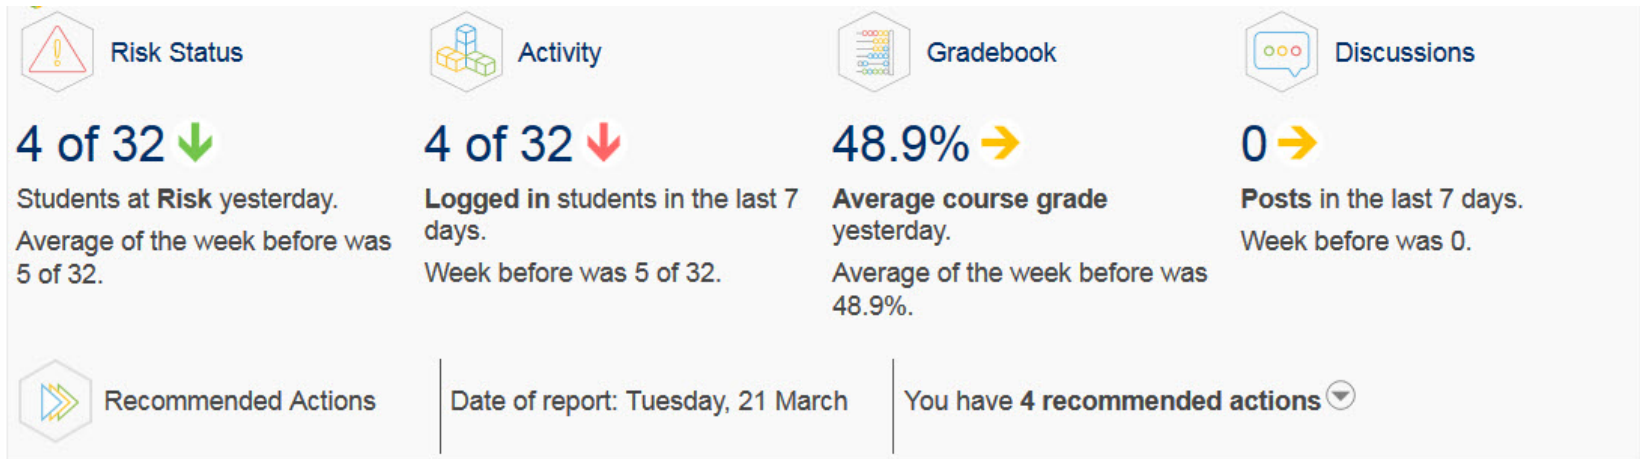 Risk Status
4 of 32
Students at Risk yesterday.
Average of the week before was
5 of 32.
Activity
4 of 32
Logged in students in the last 7
days.
Week before was 5 of 32.
Gradebook
48.9%
Average course grade
yesterday.
Average of the week before was
48.9%.
Discussions
0
Posts in the last 7 days.
Week before was 0.
Recommended Actions
Date of report: Tuesday, 21 March
You have 4 recommended actions